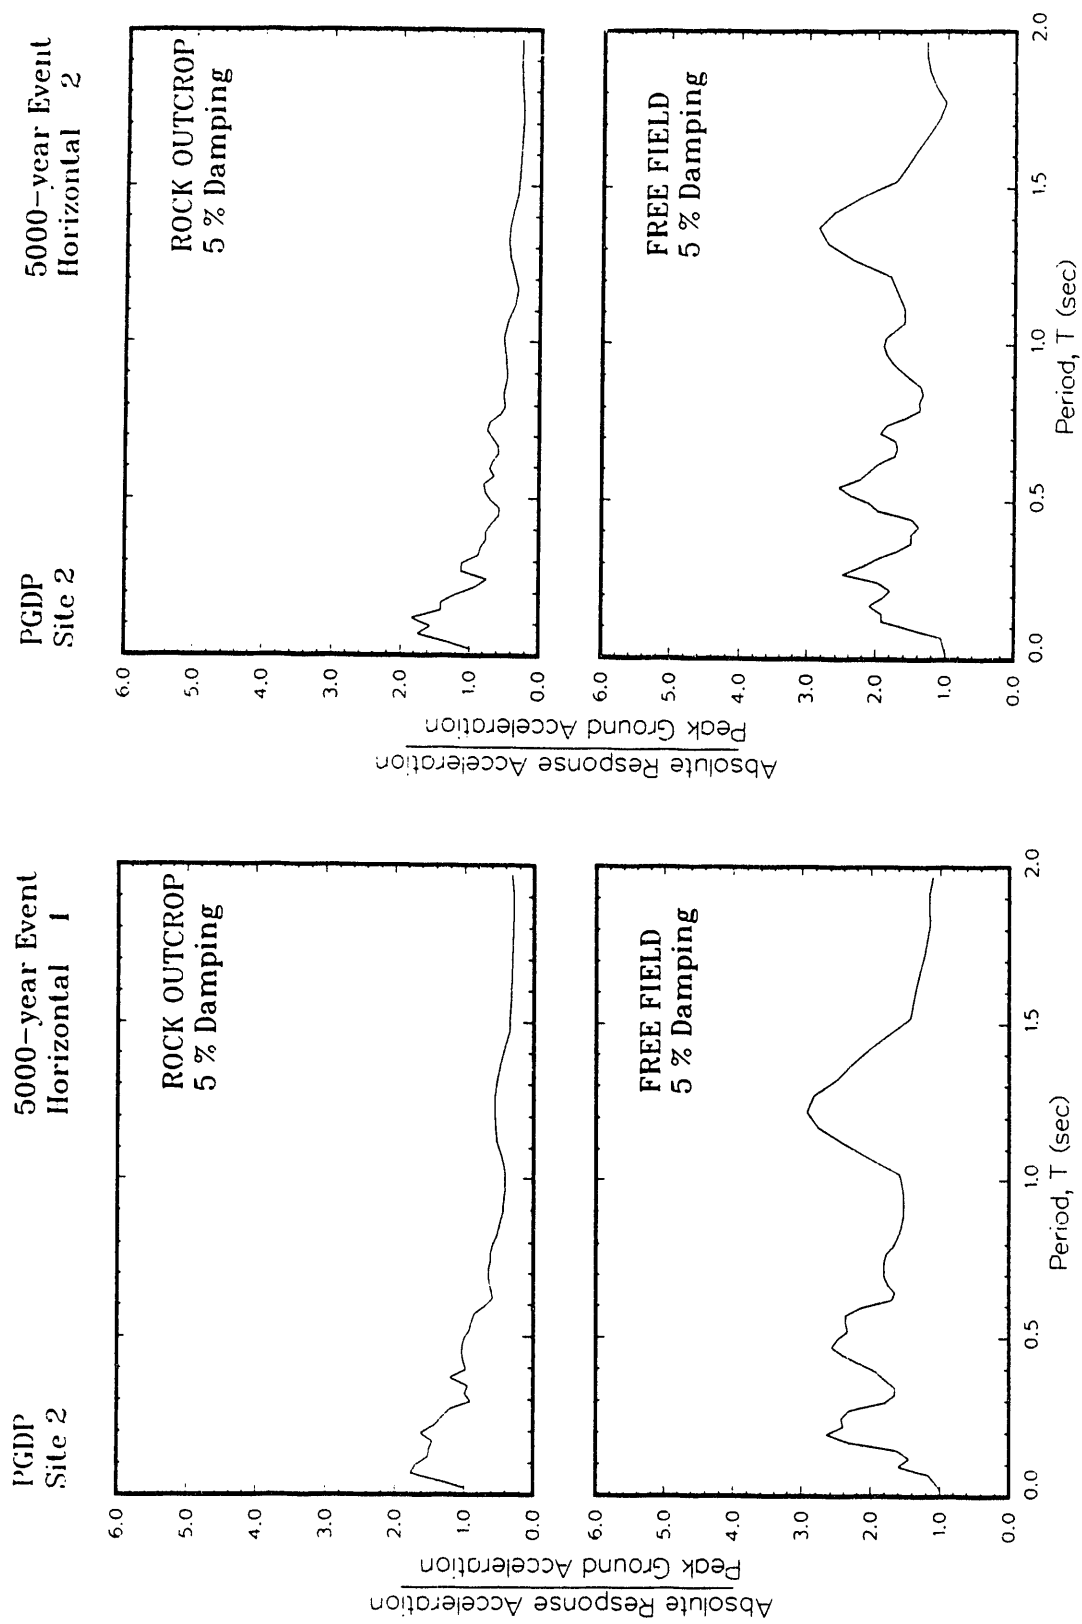 PGDP
Site 2
5000-year Event
Horizontal 1
Absolute Response Acceleration
Peak Ground Acceleration
6.0
5.0
4.0
3.0
2.0
1.0
0.0
ROCK OUTCROP
5 % Damping
Absolute Response Acceleration
Peak Ground Acceleration
6.0
5.0
4.0
3.0
2.0
1.0
0.0
FREE FIELD
5 % Damping
0.0
0.5
1.0
1.5
2.0
Period, T (sec)
PGDP
Site 2
5000-year Event
Horizontal 2
6.0
5.0
4.0
3.0
2.0
1.0
0.0
ROCK OUTCROP
5 % Damping
6.0
5.0
4.0
3.0
2.0
1.0
0.0
FREE FIELD
5 % Damping
0.0
0.5
1.0
1.5
2.0
Period, T (sec)